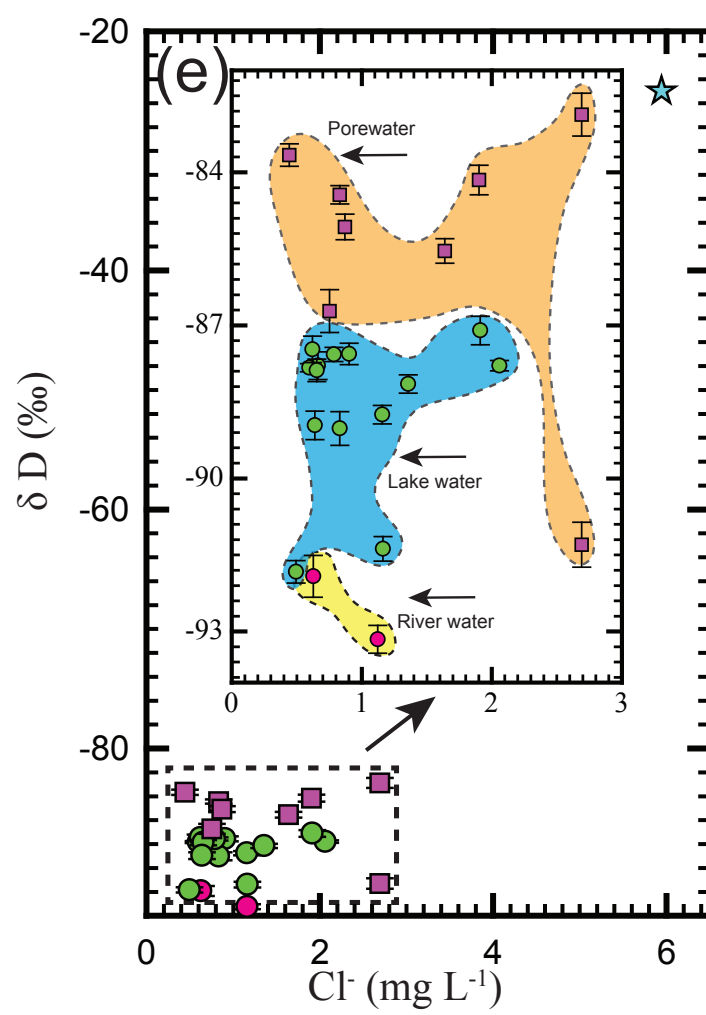 -20
(e)
Porewater
-84
-40
-87
-90
Lake water
-60
-93
River water
0 1 2 3
-80
0 2 4 6
δ D (‰)
Cl⁻ (mg L⁻¹)